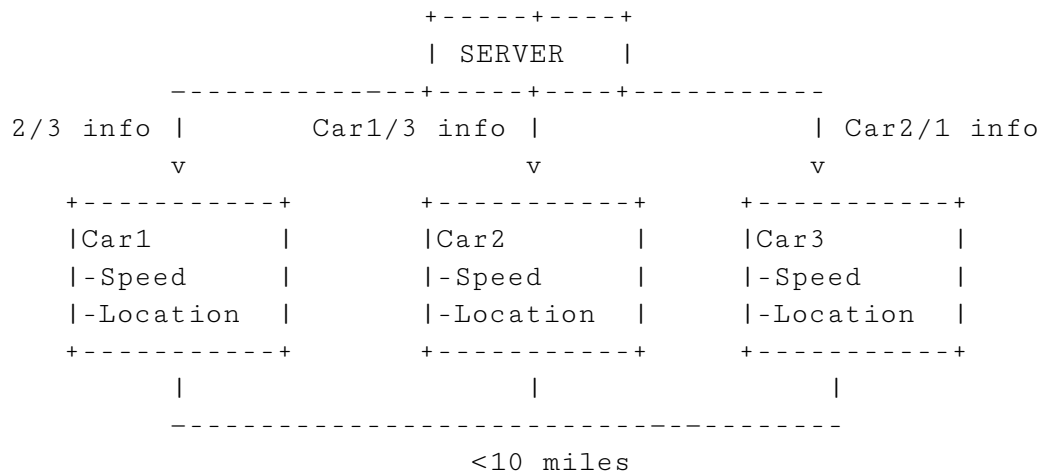 SERVER
2/3 info Car1/3 info Car2/1 info
v v v
Car1 Car2 Car3
-Speed -Speed -Speed
-Location -Location -Location
<10 miles